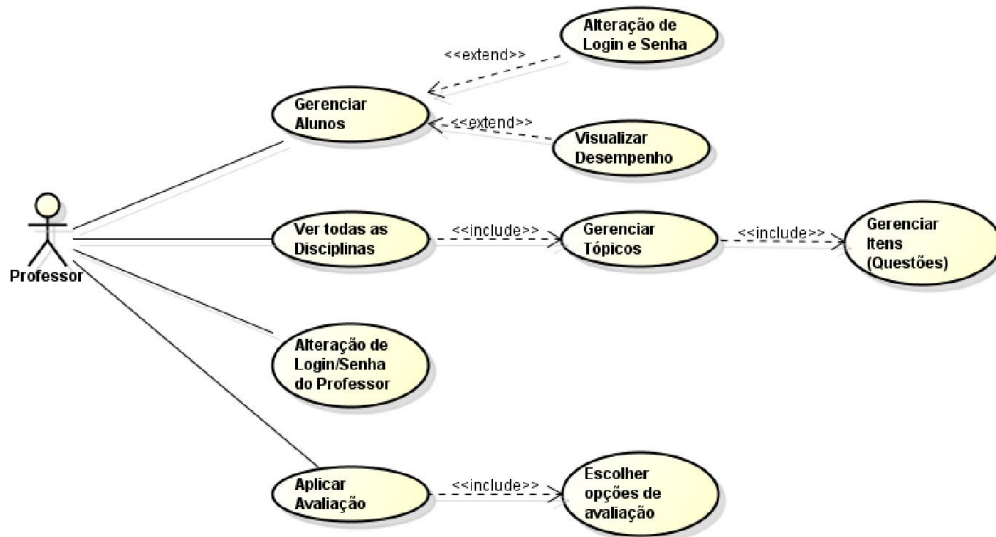 Alteração de
Login e Senha
<<extend>>
Gerenciar
Alunos
<<extend>>
Visualizar
Desempenho
Professor
Ver todas as
Disciplinas
<<include>>
Gerenciar
Tópicos
<<include>>
Gerenciar
Itens
(Questões)
Alteração de
Login/Senha
do Professor
Aplicar
Avaliação
<<include>>
Escolher
opções de
avaliação